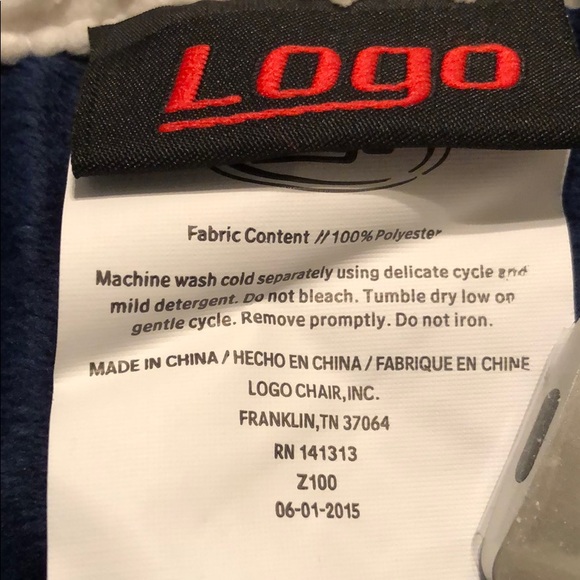 Logo
Fabric Content // 100% Polyester
Machine wash cold separately using delicate cycle and
mild detergent. Do not bleach. Tumble dry low on
gentle cycle. Remove promptly. Do not iron.
MADE IN CHINA / HECHO EN CHINA / FABRIQUE EN CHINE
LOGO CHAIR,INC.
FRANKLIN,TN 37064
RN 141313
Z100
06-01-2015